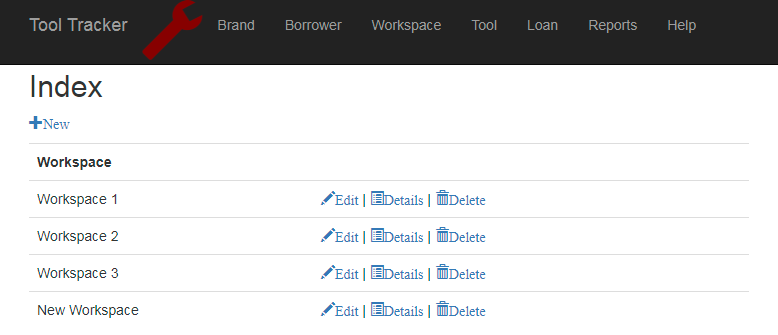 Tool Tracker Brand Borrower Workspace Tool Loan Reports Help
Index
New
Workspace
Workspace 1 Edit | Details | Delete
Workspace 2 Edit | Details | Delete
Workspace 3 Edit | Details | Delete
New Workspace Edit | Details | Delete